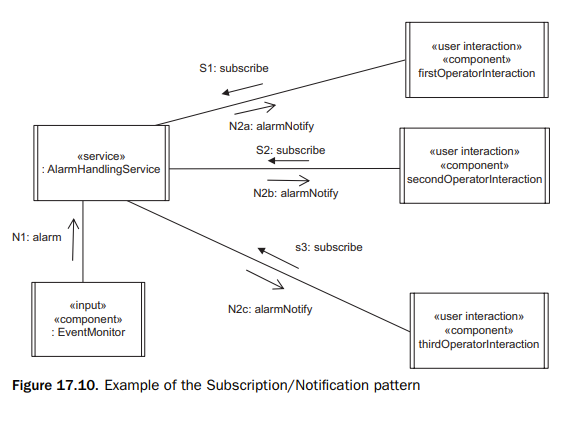 «user interaction»
«component»
firstOperatorInteraction
S1: subscribe
N2a: alarmNotify
«service»
: AlarmHandlingService
S2: subscribe
N2b: alarmNotify
«user interaction»
«component»
secondOperatorInteraction
N1: alarm
s3: subscribe
N2c: alarmNotify
«input»
«component»
: EventMonitor
«user interaction»
«component»
thirdOperatorInteraction
Figure 17.10. Example of the Subscription/Notification pattern